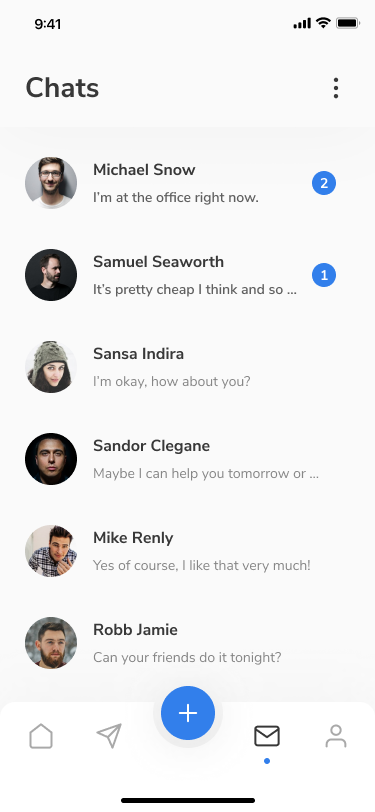 9:41
Chats
Michael Snow
I'm at the office right now.
2
Samuel Seaworth
It's pretty cheap I think and so ...
1
Sansa Indira
I'm okay, how about you?
Sandor Clegane
Maybe I can help you tomorrow or ...
Mike Renly
Yes of course, I like that very much!
Robb Jamie
Can your friends do it tonight?